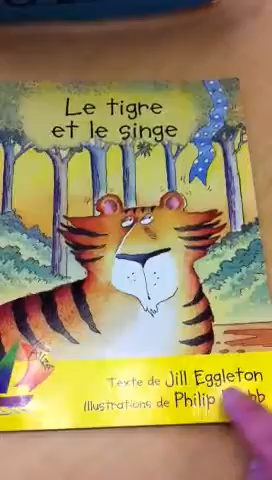 Le tigre
et le singe
Texte de Jill Eggleton
Illustrations de Philip